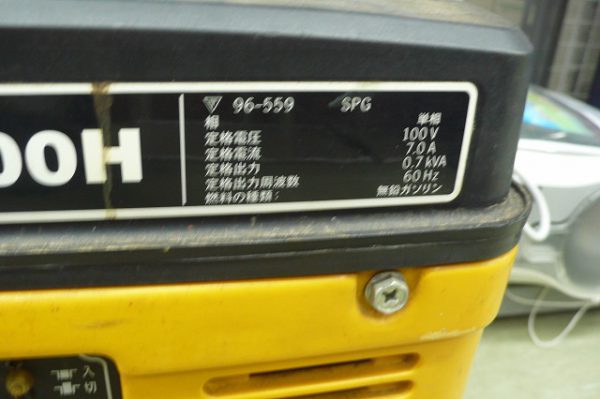 00H
96-559 SPG
相 単相
定格電圧 100V
定格電流 7.0A
定格出力 0.7kVA
定格出力周波数 60Hz
燃料の種類: 無鉛ガソリン
入
切